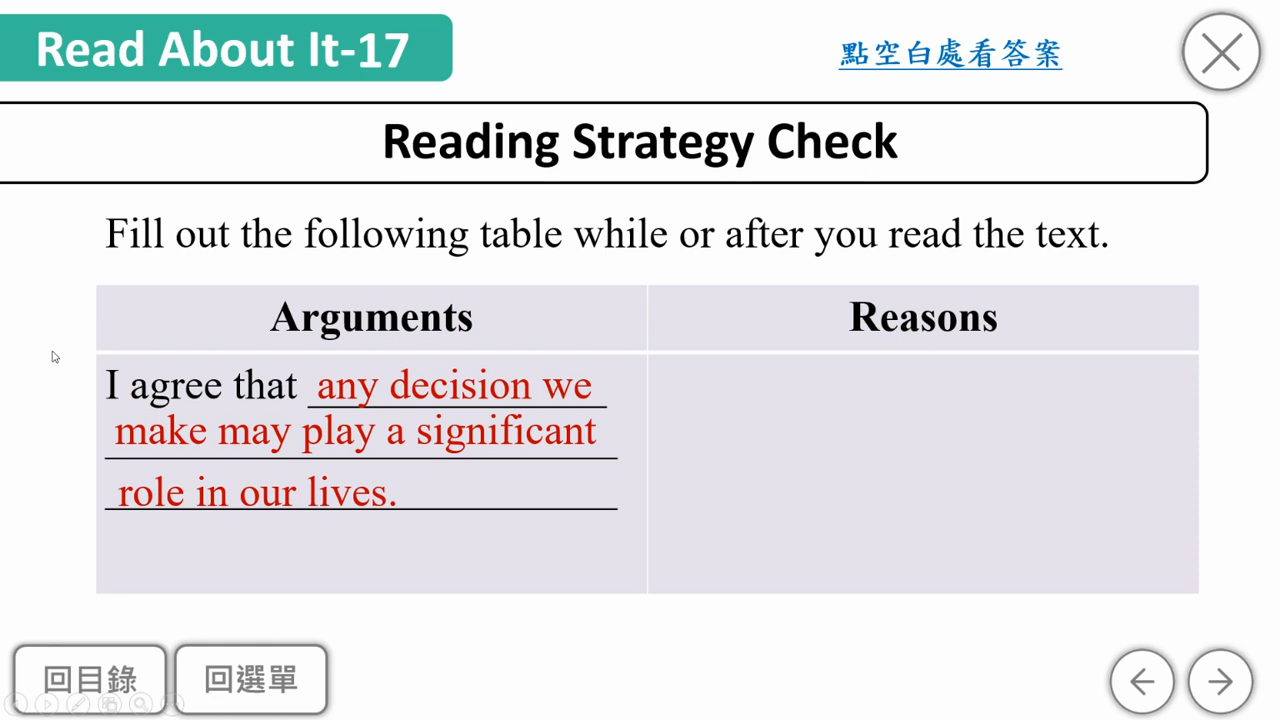 Read About It-17
點空白處看答案
Reading Strategy Check
Fill out the following table while or after you read the text.
Arguments
Reasons
I agree that any decision we
make may play a significant
role in our lives.
回目錄
回選單